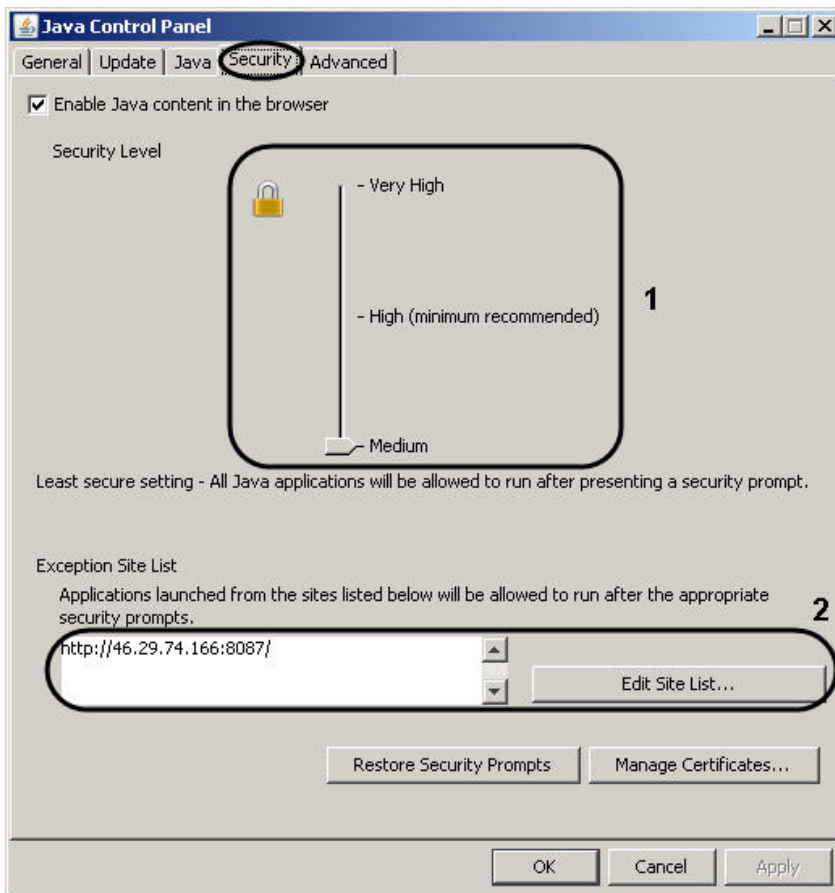 Java Control Panel
General Update Java Security Advanced
Enable Java content in the browser
Security Level
- Very High
- High (minimum recommended)
1
- Medium
Least secure setting - All Java applications will be allowed to run after presenting a security prompt.
Exception Site List
Applications launched from the sites listed below will be allowed to run after the appropriate
security prompts.
2
http://46.29.74.166:8087/
Edit Site List...
Restore Security Prompts Manage Certificates...
OK Cancel Apply